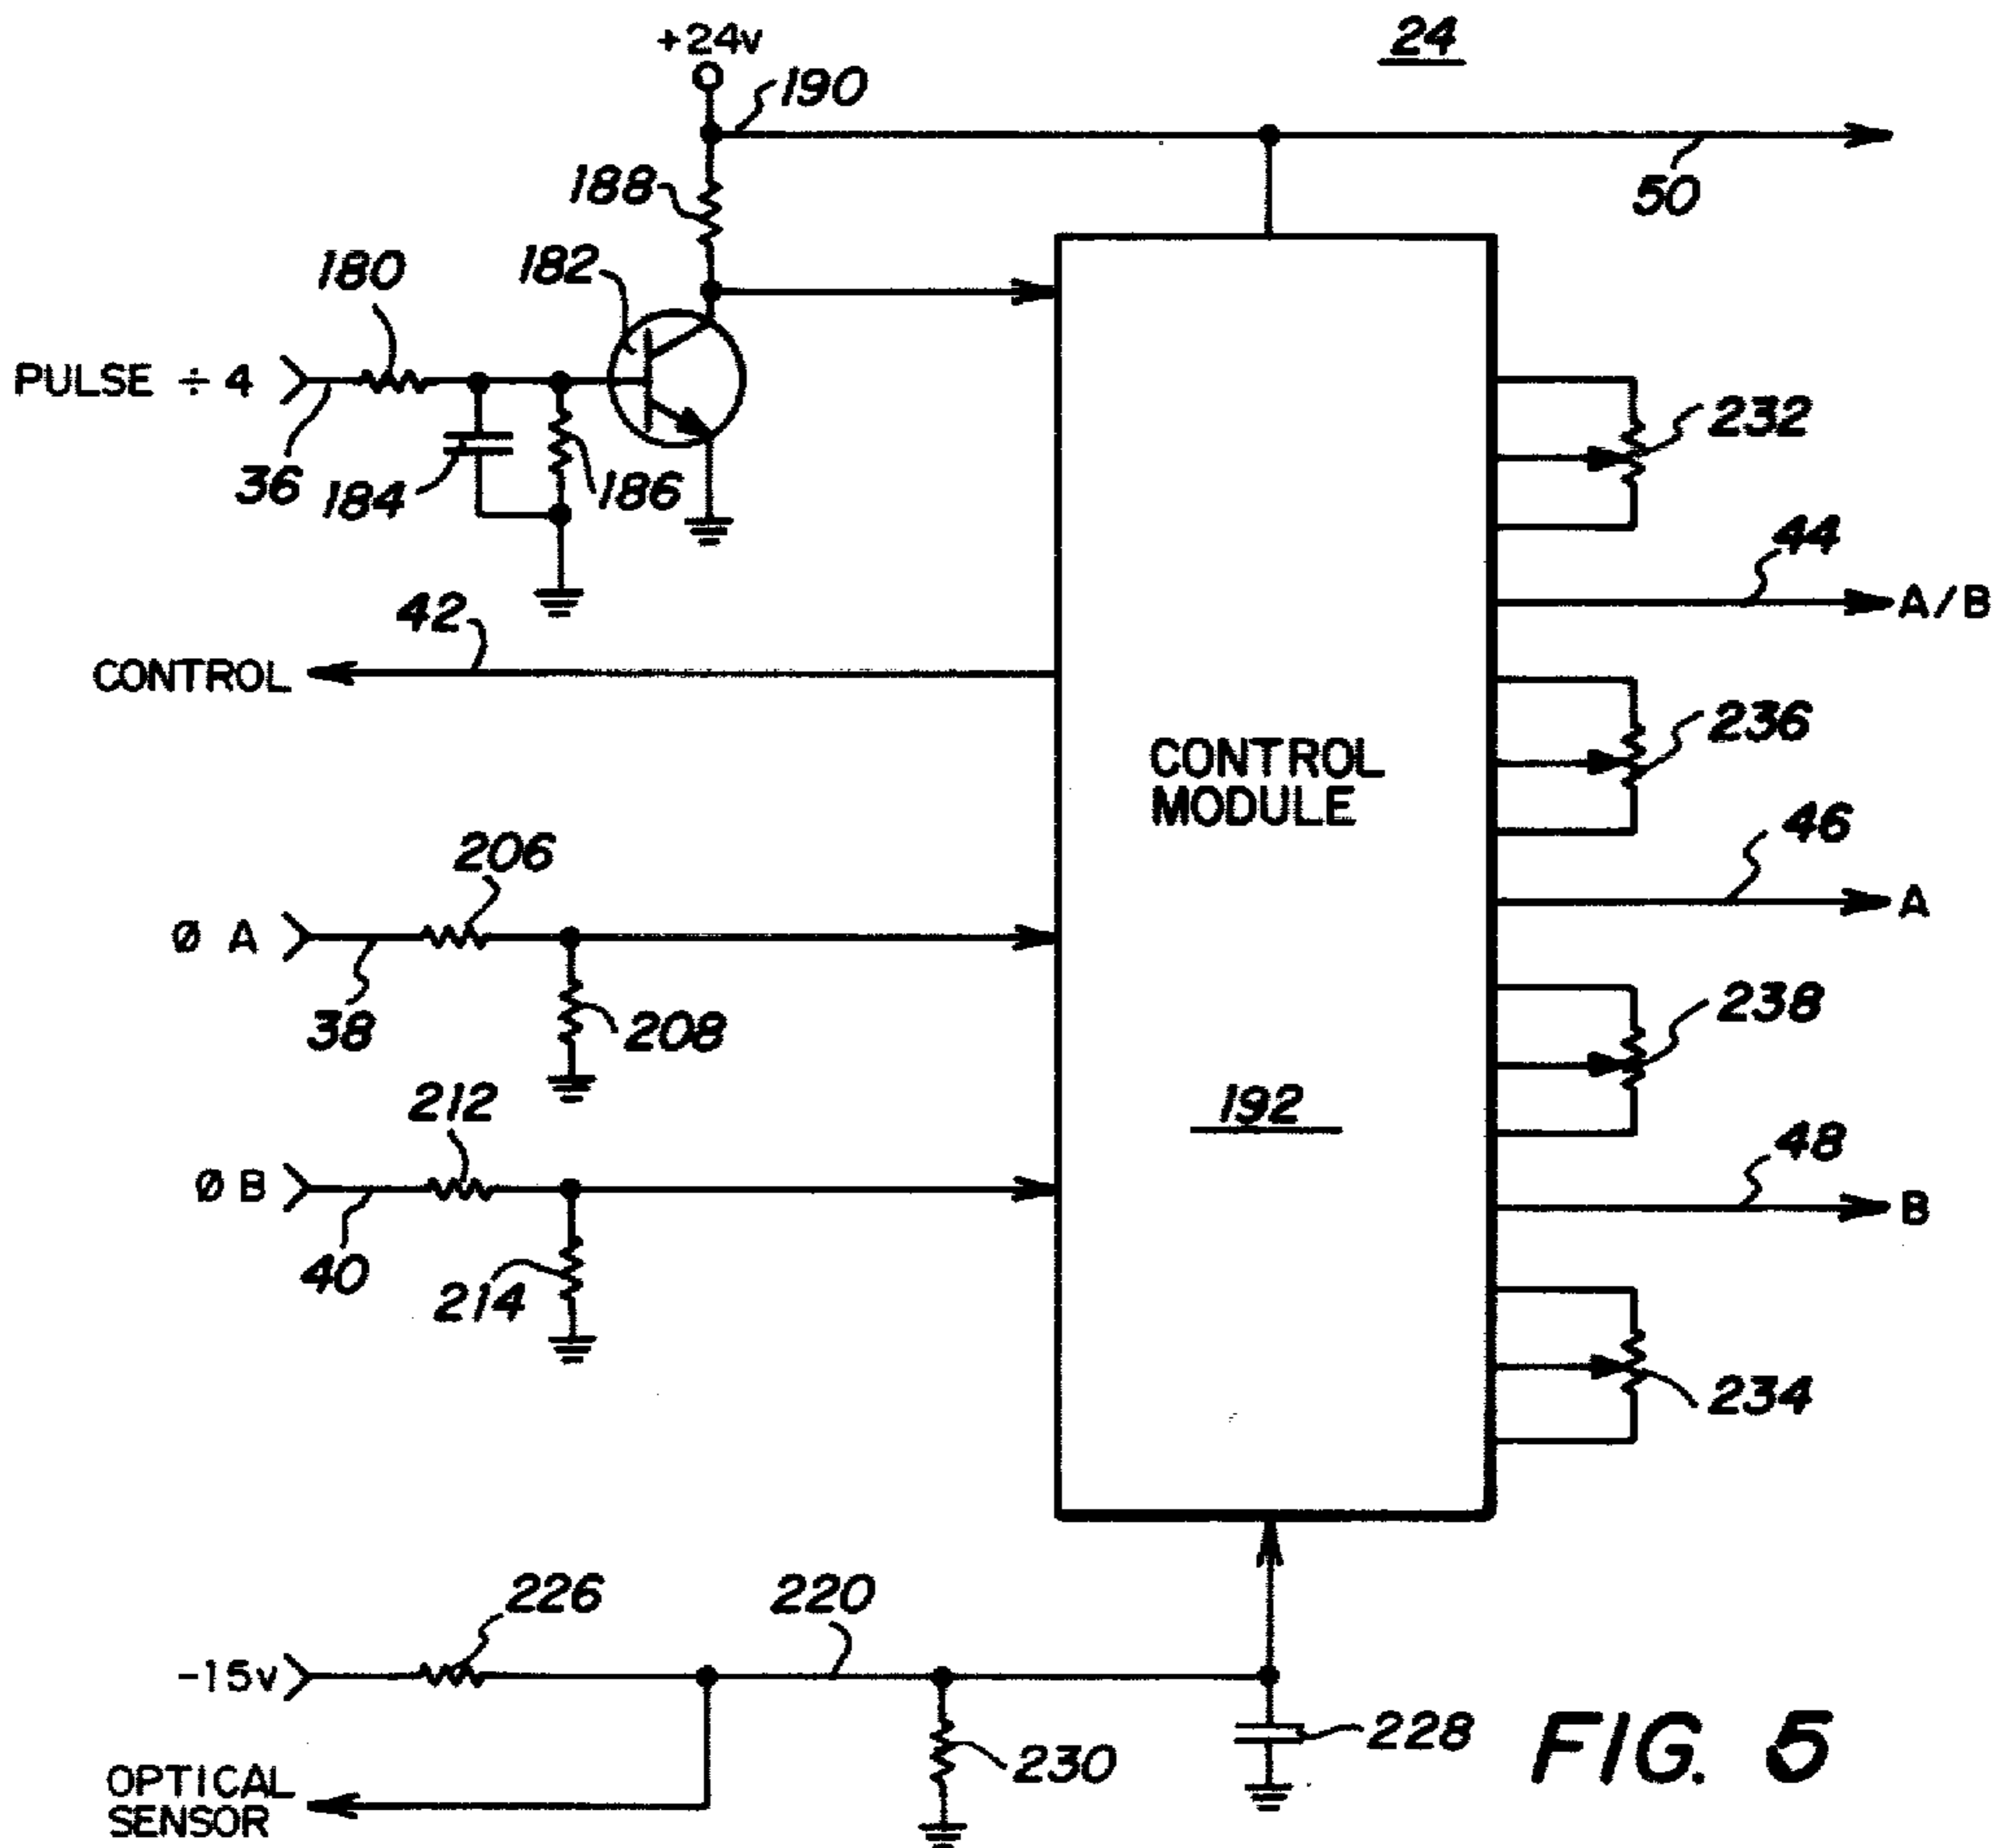 +24v
24
190
188
50
180
182
PULSE ÷ 4
232
36
184
186
44
A/B
42
CONTROL
236
CONTROL
MODULE
46
206
A
Ø A
238
38
208
212
192
48
Ø B
B
40
214
234
226
220
-15v
228
230
FIG. 5
OPTICAL
SENSOR